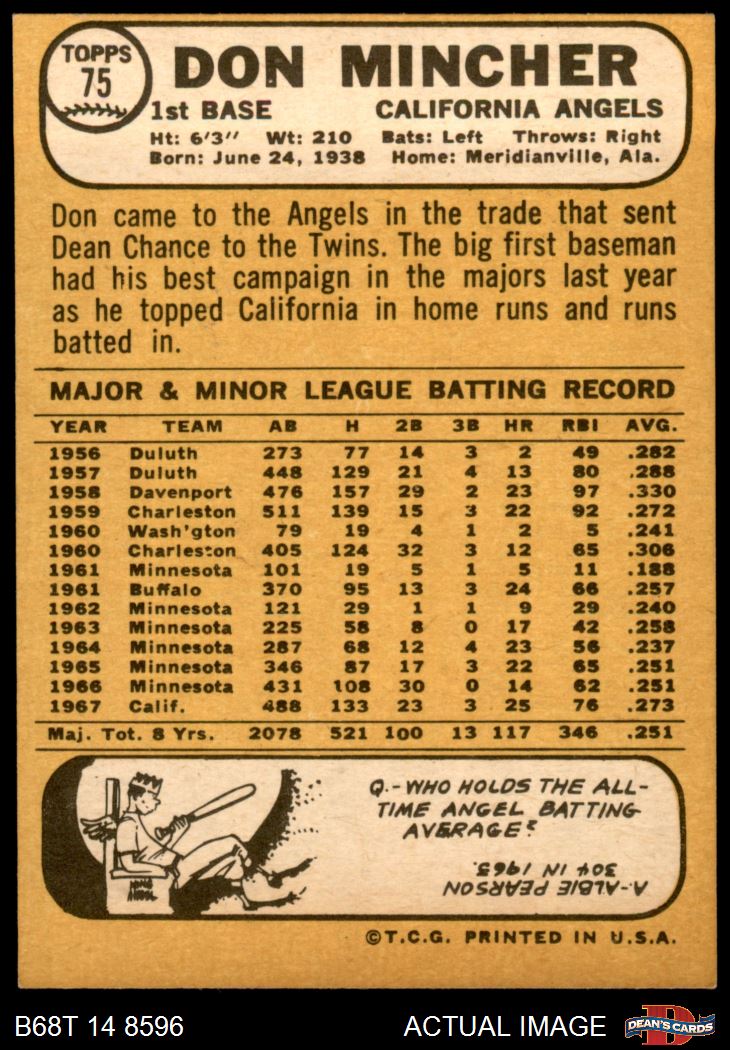 TOPPS
75
DON MINCHER
1st BASE CALIFORNIA ANGELS
Ht: 6'3" Wt: 210 Bats: Left Throws: Right
Born: June 24, 1938 Home: Meridianville, Ala.
Don came to the Angels in the trade that sent
Dean Chance to the Twins. The big first baseman
had his best campaign in the majors last year
as he topped California in home runs and runs
batted in.
MAJOR & MINOR LEAGUE BATTING RECORD
YEAR TEAM AB H 2B 3B HR RBI AVG.
1956 Duluth 273 77 14 3 2 49 .282
1957 Duluth 448 129 21 4 13 80 .288
1958 Davenport 476 157 29 2 23 97 .330
1959 Charleston 511 139 15 3 22 92 .272
1960 Wash'gton 79 19 4 1 2 5 .241
1960 Charleston 405 124 32 3 12 65 .306
1961 Minnesota 101 19 5 1 5 11 .188
1961 Buffalo 370 95 13 3 24 66 .257
1962 Minnesota 121 29 1 1 9 29 .240
1963 Minnesota 225 58 8 0 17 42 .258
1964 Minnesota 287 68 12 4 23 56 .237
1965 Minnesota 346 87 17 3 22 65 .251
1966 Minnesota 431 108 30 0 14 62 .251
1967 Calif. 488 133 23 3 25 76 .273
Maj. Tot. 8 Yrs. 2078 521 100 13 117 346 .251
Q.-WHO HOLDS THE ALL-
TIME ANGEL BATTING
AVERAGE?
A-ALBIE PEARSON
304 IN 1963.
©T.C.G. PRINTED IN U.S.A.
B68T 14 8596 ACTUAL IMAGE
D
DEAN'S CARDS